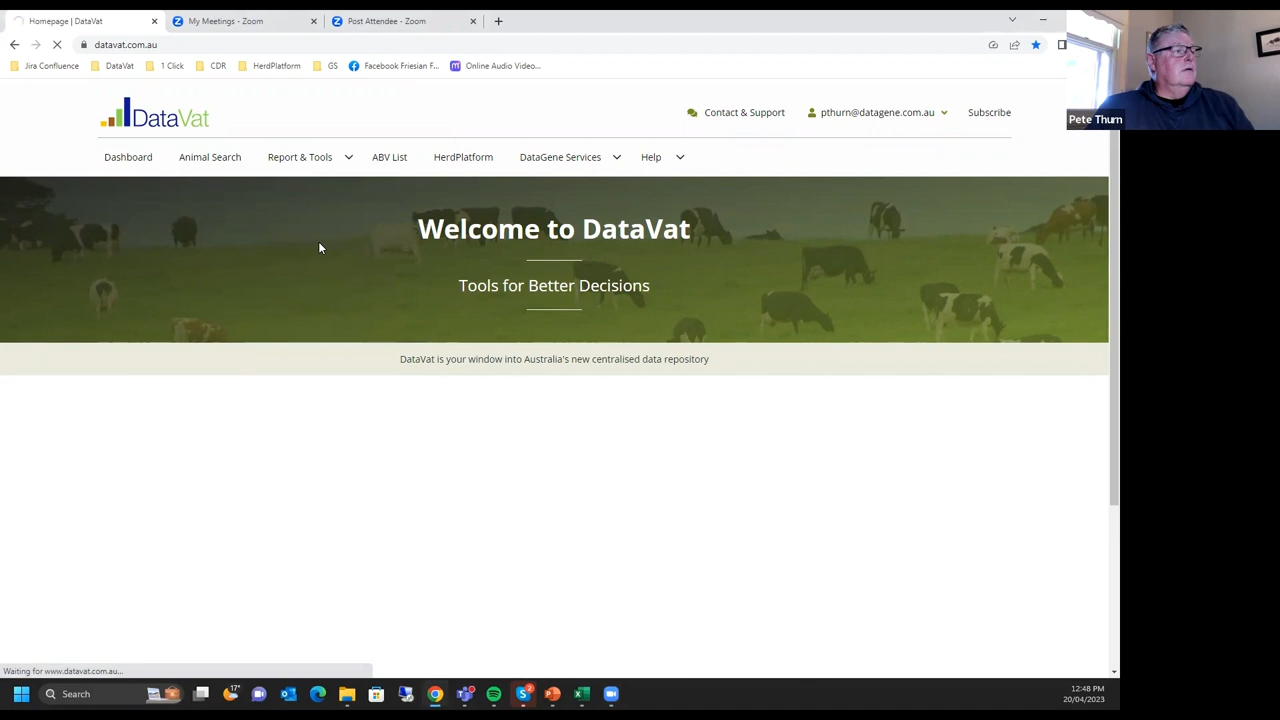 Homepage | DataVat
My Meetings - Zoom
Post Attendee - Zoom
datavat.com.au
Jira Confluence
DataVat
1 Click
CDR
HerdPlatform
GS
Facebook Friesian F...
Online Audio Video...
Pete Thurn
DataVat
Contact & Support
pthurn@datagene.com.au
Subscribe
Dashboard
Animal Search
Report & Tools
ABV List
HerdPlatform
DataGene Services
Help
Welcome to DataVat
Tools for Better Decisions
DataVat is your window into Australia's new centralised data repository
Waiting for www.datavat.com.au...
Search
17°
2
12:48 PM
20/04/2023